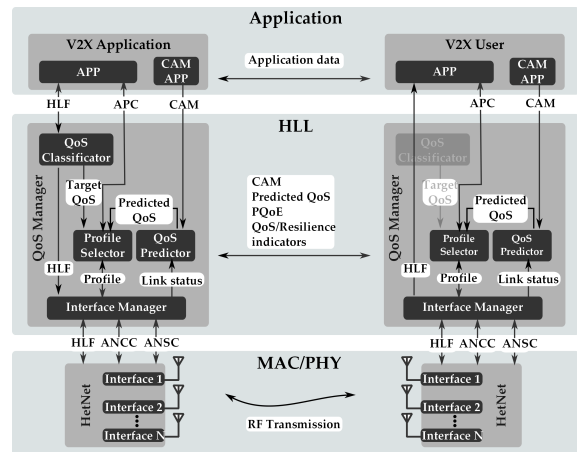 Application
V2X Application
V2X User
APP
CAM
APP
Application data
APP
CAM
APP
HLF
APC
CAM
APC
CAM
HLL
QoS Manager
QoS
Classificator
Target
QoS
Predicted
QoS
Profile
Selector
QoS
Predictor
HLF
Profile
Link status
Interface Manager
CAM
Predicted QoS
PQoE
QoS/Resilience
indicators
QoS Manager
QoS
Classificator
Target
QoS
Predicted
QoS
Profile
Selector
QoS
Predictor
HLF
Profile
Link status
Interface Manager
HLF
ANCC
ANSC
HLF
ANCC
ANSC
MAC/PHY
HetNet
Interface 1
Interface 2
Interface N
RF Transmission
Interface 1
Interface 2
Interface N
HetNet